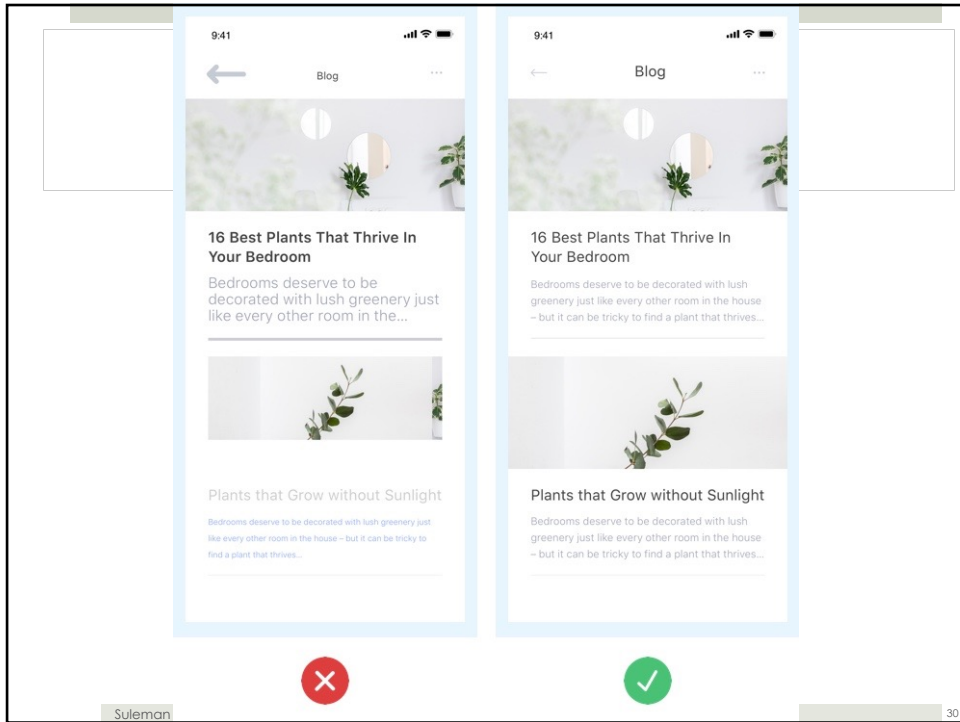 9:41
Blog
16 Best Plants That Thrive In
Your Bedroom
Bedrooms deserve to be
decorated with lush greenery just
like every other room in the...
Plants that Grow without Sunlight
Bedrooms deserve to be decorated with lush greenery just
like every other room in the house – but it can be tricky to
find a plant that thrives...
9:41
Blog
16 Best Plants That Thrive In
Your Bedroom
Bedrooms deserve to be decorated with lush
greenery just like every other room in the house
– but it can be tricky to find a plant that thrives...
Plants that Grow without Sunlight
Bedrooms deserve to be decorated with lush
greenery just like every other room in the house
– but it can be tricky to find a plant that thrives...
Suleman
30